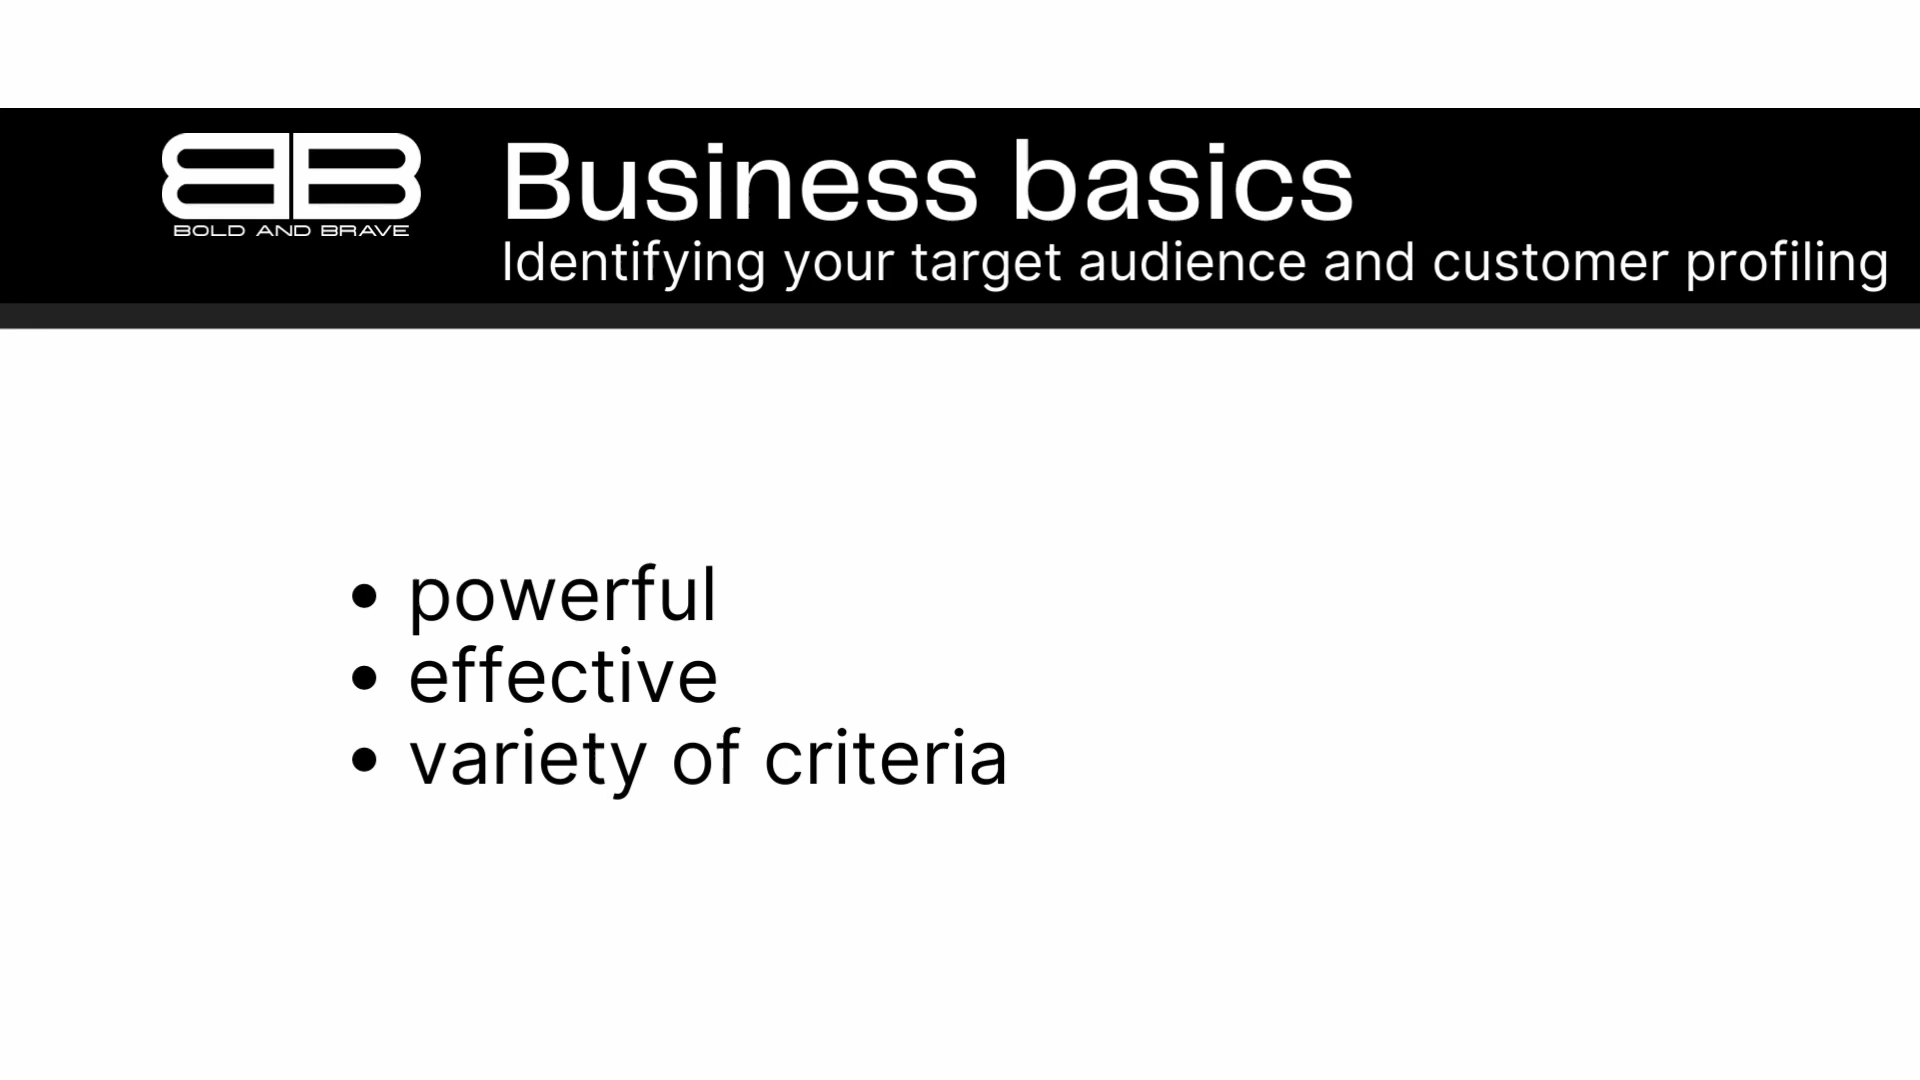 BB
BOLD AND BRAVE
Business basics
Identifying your target audience and customer profiling
• powerful
• effective
• variety of criteria